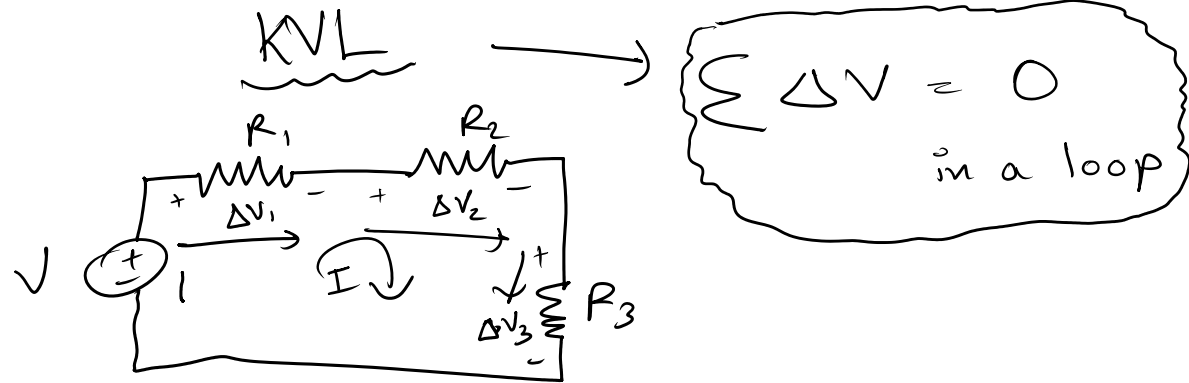 KVL → Σ ΔV = 0
in a loop
R₁ R₂
+ - + -
ΔV₁ ΔV₂
V + - I +
ΔV₃ R₃
-